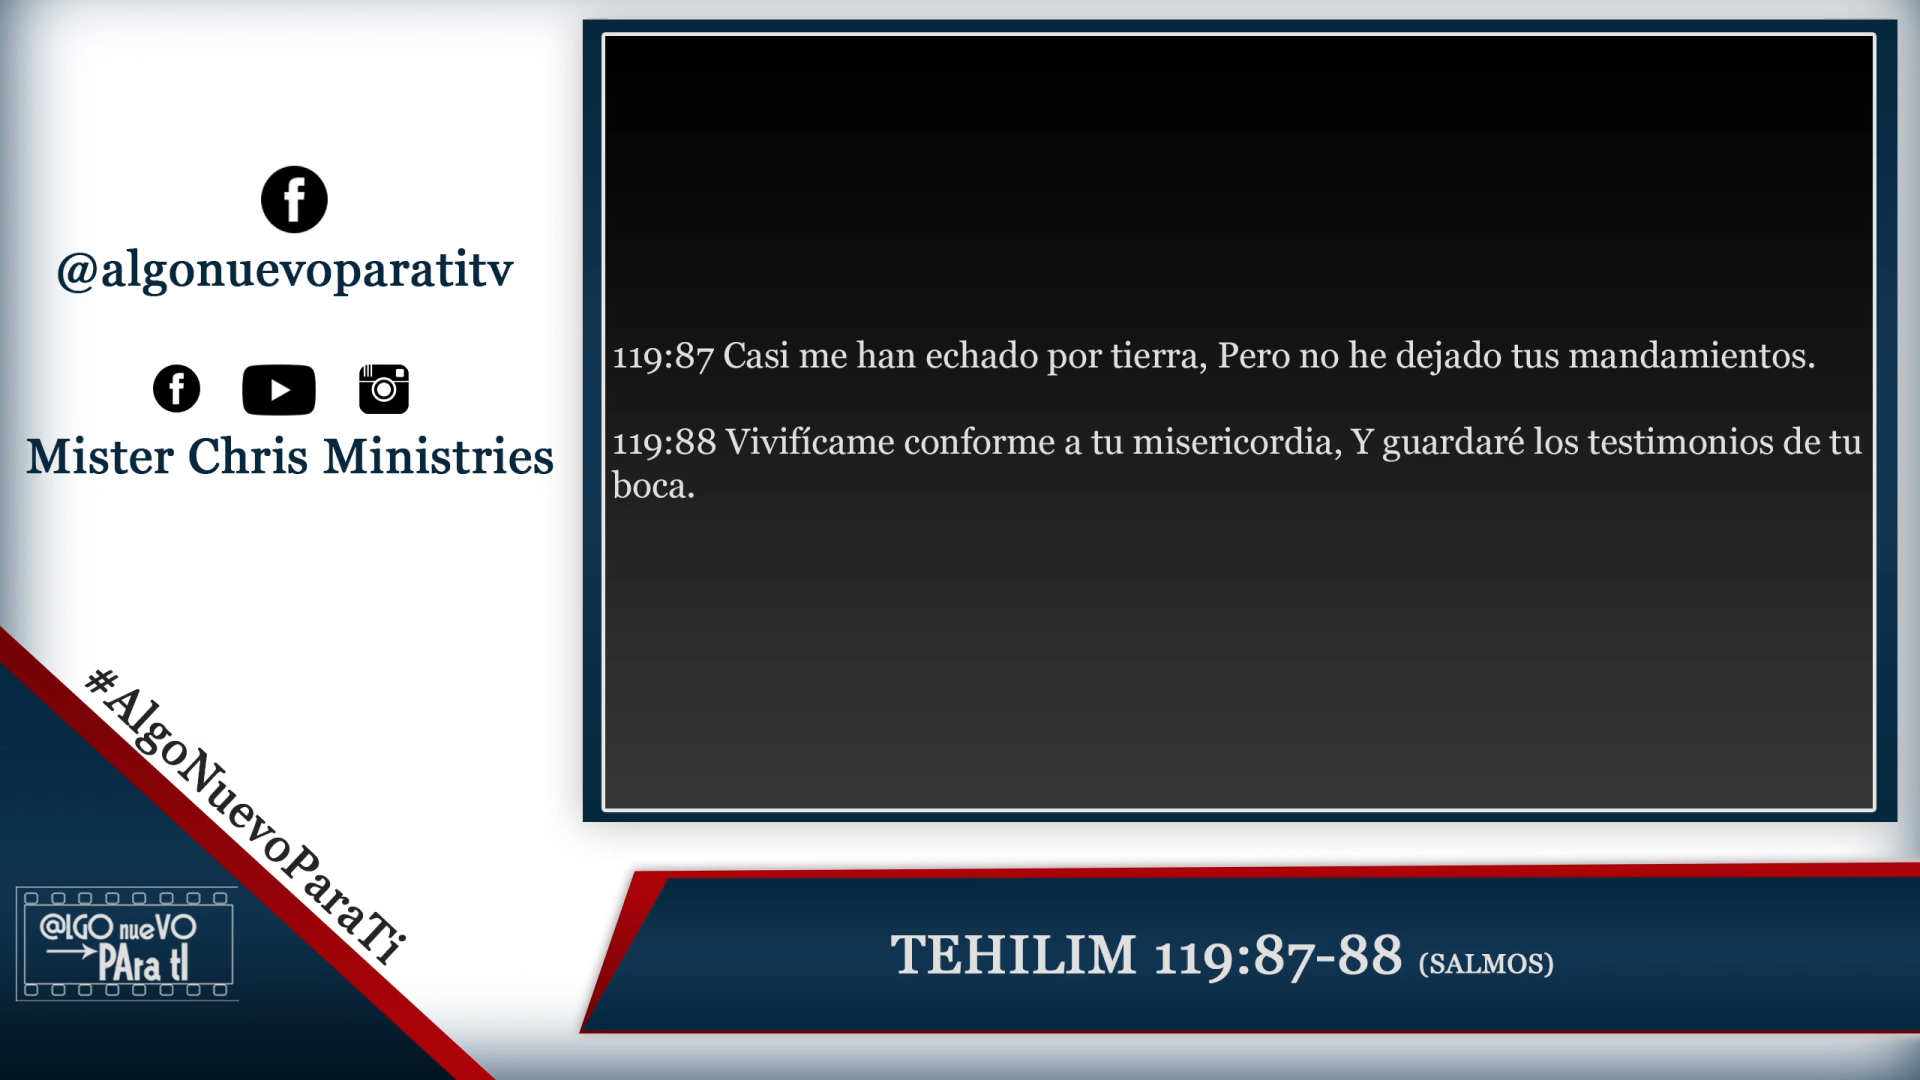 @algonuevoparatitv
Mister Chris Ministries
#AlgoNuevoParaTi
@lGO nueVO
PAra tI
119:87 Casi me han echado por tierra, Pero no he dejado tus mandamientos.
119:88 Vivifícame conforme a tu misericordia, Y guardaré los testimonios de tu
boca.
TEHILIM 119:87-88 (SALMOS)